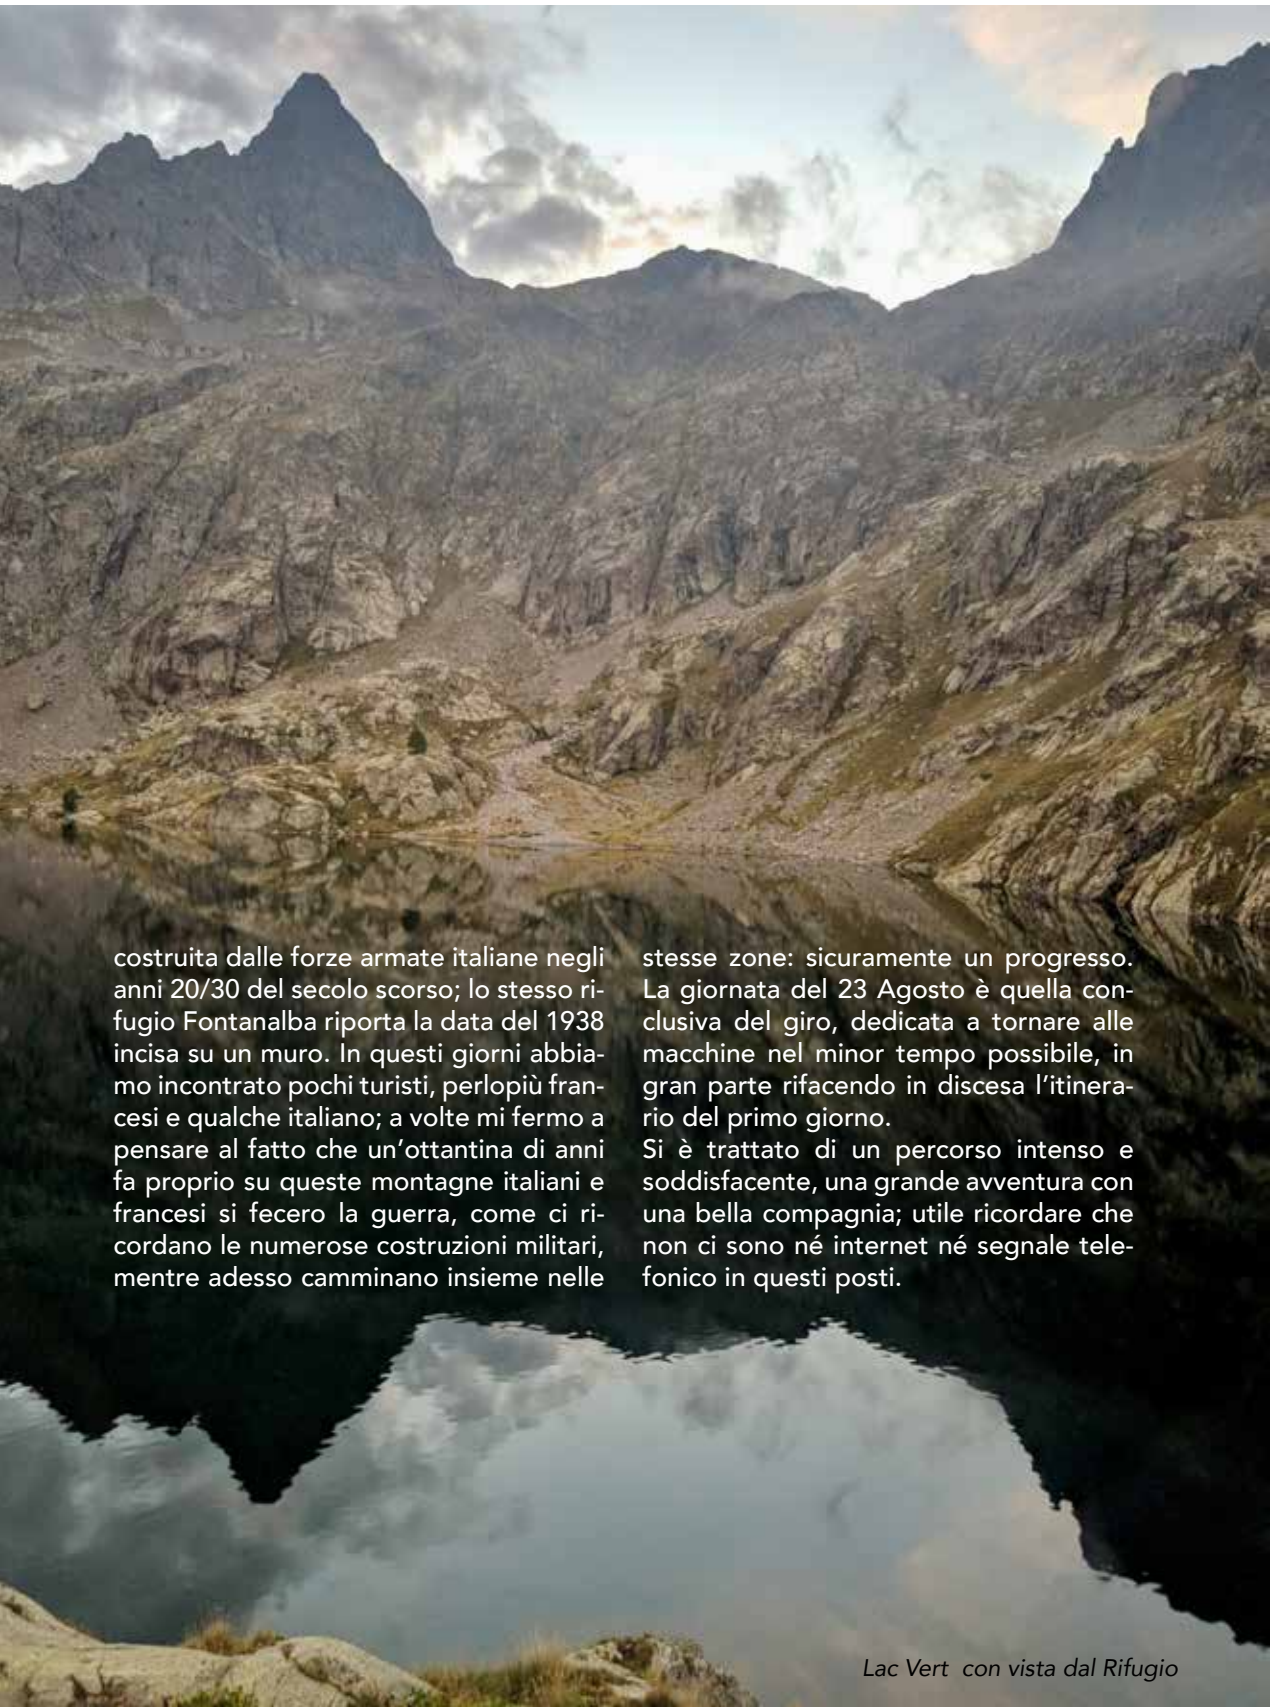 costruita dalle forze armate italiane negli
anni 20/30 del secolo scorso; lo stesso ri-
fugio Fontanalba riporta la data del 1938
incisa su un muro. In questi giorni abbia-
mo incontrato pochi turisti, perlopiù fran-
cesi e qualche italiano; a volte mi fermo a
pensare al fatto che un’ottantina di anni
fa proprio su queste montagne italiani e
francesi si fecero la guerra, come ci ri-
cordano le numerose costruzioni militari,
mentre adesso camminano insieme nelle
stesse zone: sicuramente un progresso.
La giornata del 23 Agosto è quella con-
clusiva del giro, dedicata a tornare alle
macchine nel minor tempo possibile, in
gran parte rifacendo in discesa l’itinera-
rio del primo giorno.
Si è trattato di un percorso intenso e
soddisfacente, una grande avventura con
una bella compagnia; utile ricordare che
non ci sono né internet né segnale tele-
fonico in questi posti.
Lac Vert con vista dal Rifugio